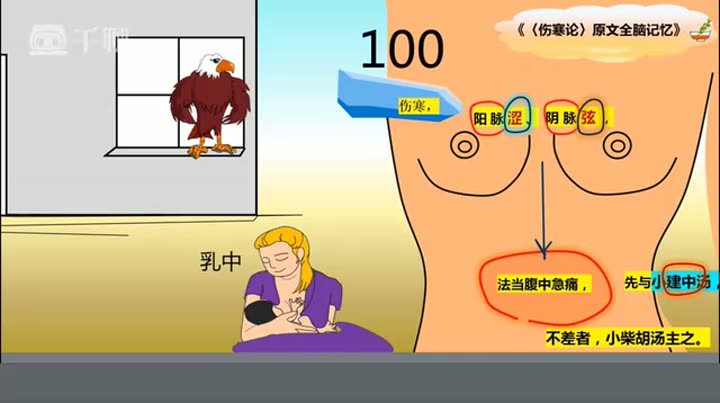 千聊
《〈伤寒论〉原文全脑记忆》
100
伤寒，
阳脉涩、阴脉弦，
乳中
法当腹中急痛，
先与小建中汤，
不差者，小柴胡汤主之。